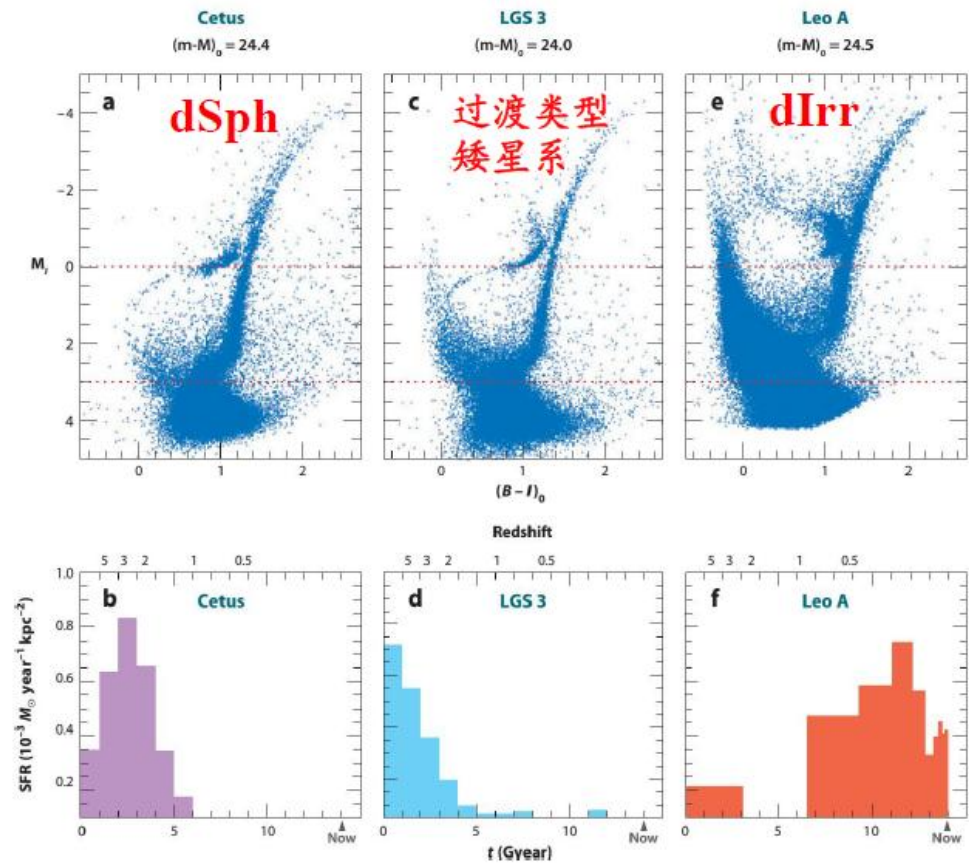 Cetus
(m-M)₀ = 24.4
LGS 3
(m-M)₀ = 24.0
Leo A
(m-M)₀ = 24.5
a
dSph
c
过渡类型
矮星系
e
dIrr
-4
-2
0
2
4
Mᵥ
0 1 2
0 1 2
0 1 2
(B – I)₀
Redshift
5 3 2 1 0.5
5 3 2 1 0.5
5 3 2 1 0.5
b
Cetus
d
LGS 3
f
Leo A
1.0
0.8
0.6
0.4
0.2
SFR (10⁻³ M☉ year⁻¹ kpc⁻²)
0 5 10
Now
0 5 10
Now
0 5 10
Now
t (Gyear)